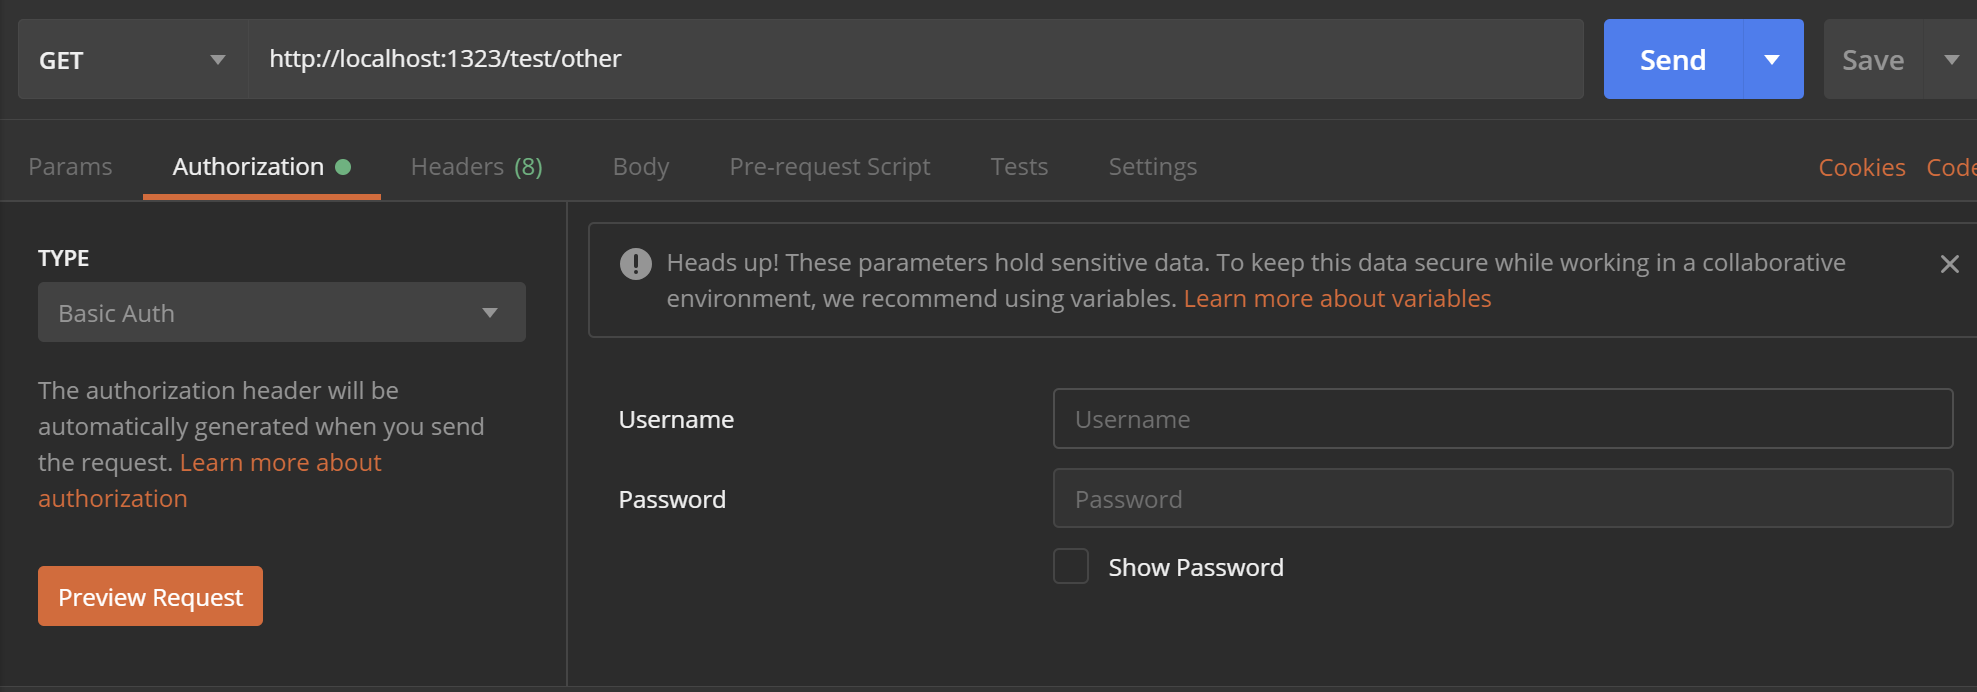 GET http://localhost:1323/test/other Send Save
Params Authorization Headers (8) Body Pre-request Script Tests Settings Cookies Code
TYPE
Basic Auth
The authorization header will be
automatically generated when you send
the request. Learn more about
authorization
Preview Request
Heads up! These parameters hold sensitive data. To keep this data secure while working in a collaborative
environment, we recommend using variables. Learn more about variables
Username Username
Password Password
Show Password